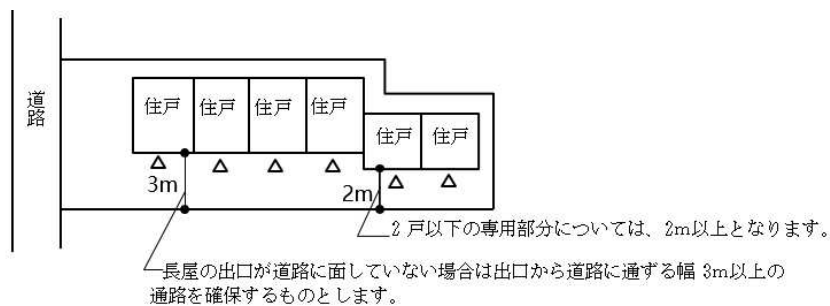 道路
住戸 住戸 住戸 住戸
住戸 住戸
3m
2m
2 戸以下の専用部分については、2m以上となります。
長屋の出口が道路に面していない場合は出口から道路に通ずる幅 3m以上の
通路を確保するものとします。